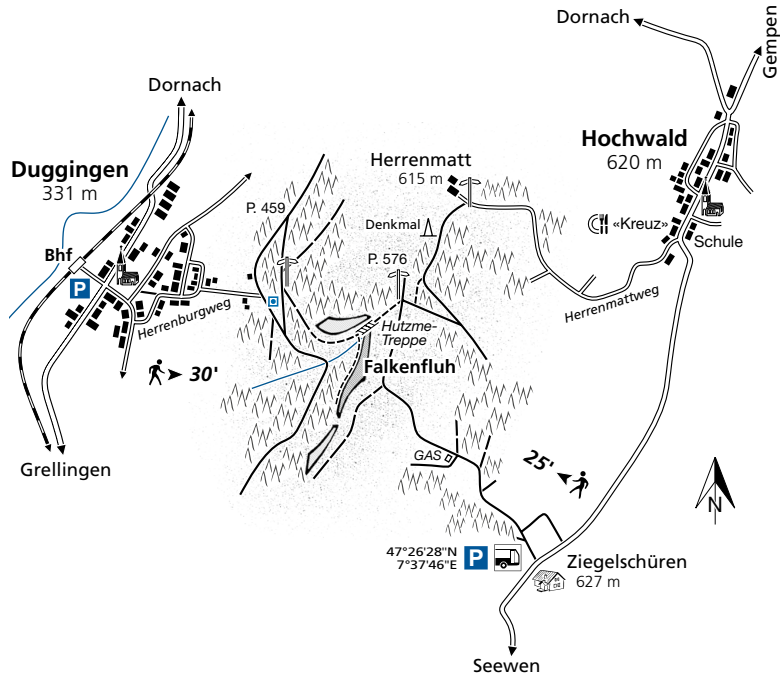 Dornach
Gempen
Dornach
Hochwald
620 m
Duggingen
331 m
Herrenmatt
615 m
P. 459
Denkmal
«Kreuz»
Schule
Bhf
P
P. 576
Herrenburgweg
Herrenmattweg
Hutzme-
Treppe
Falkenfluh
30'
GAS
25'
Grellingen
N
47°26'28"N
7°37'46"E
P
Ziegelschüren
627 m
Seewen